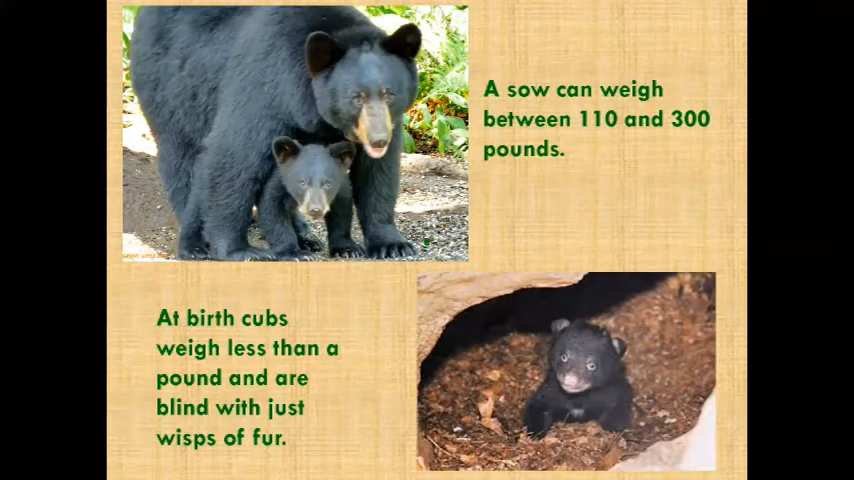 A sow can weigh
between 110 and 300
pounds.
At birth cubs
weigh less than a
pound and are
blind with just
wisps of fur.